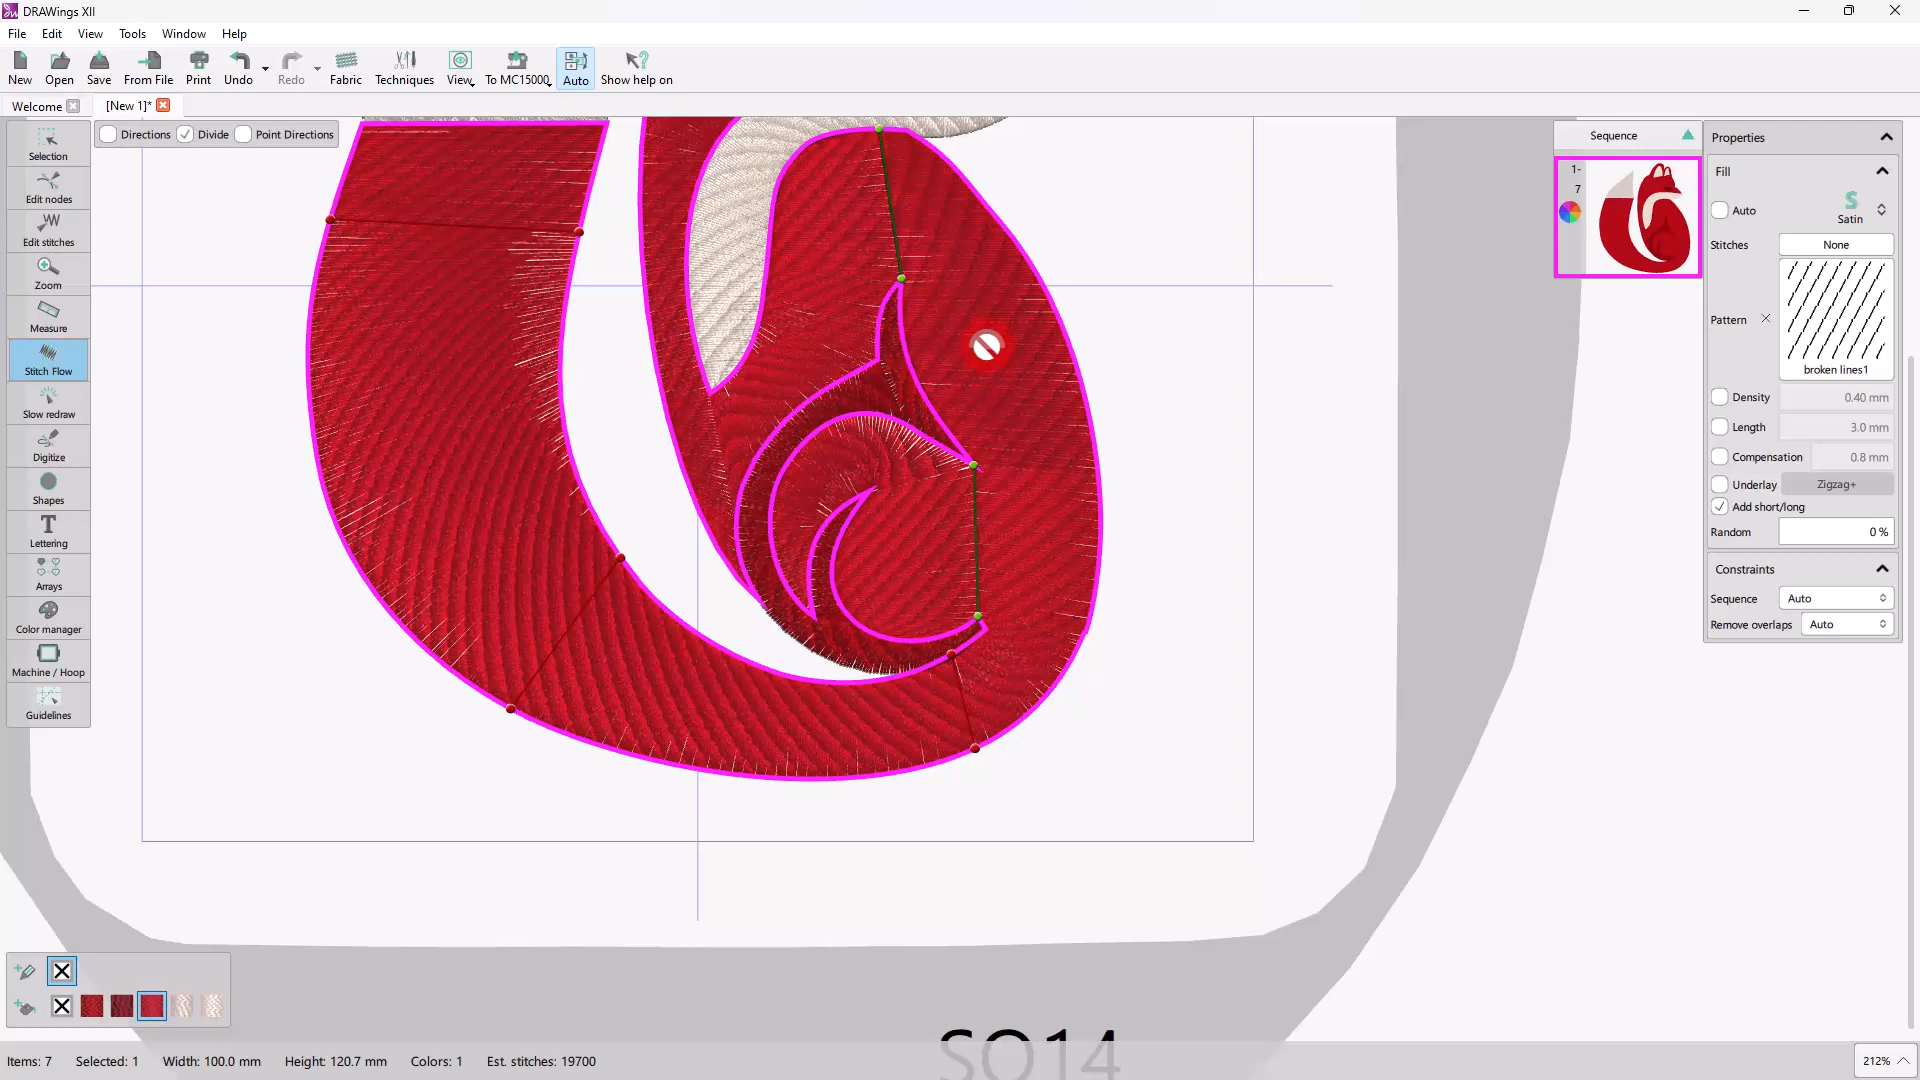 DRAWings XII
File Edit View Tools Window Help
New Open Save From File Print Undo Redo Fabric Techniques View To MC15000 Auto Show help on
Welcome [New 1]*
Directions Divide Point Directions
Selection
Edit nodes
Edit stitches
Zoom
Measure
Stitch Flow
Slow redraw
Digitize
Shapes
Lettering
Arrays
Color manager
Machine / Hoop
Guidelines
Sequence
1-
7
Properties
Fill
Auto Satin
Stitches None
Pattern broken lines1
Density 0.40 mm
Length 3.0 mm
Compensation 0.8 mm
Underlay Zigzag+
Add short/long
Random 0 %
Constraints
Sequence Auto
Remove overlaps Auto
SQ14
Items: 7 Selected: 1 Width: 100.0 mm Height: 120.7 mm Colors: 1 Est. stitches: 19700
212%